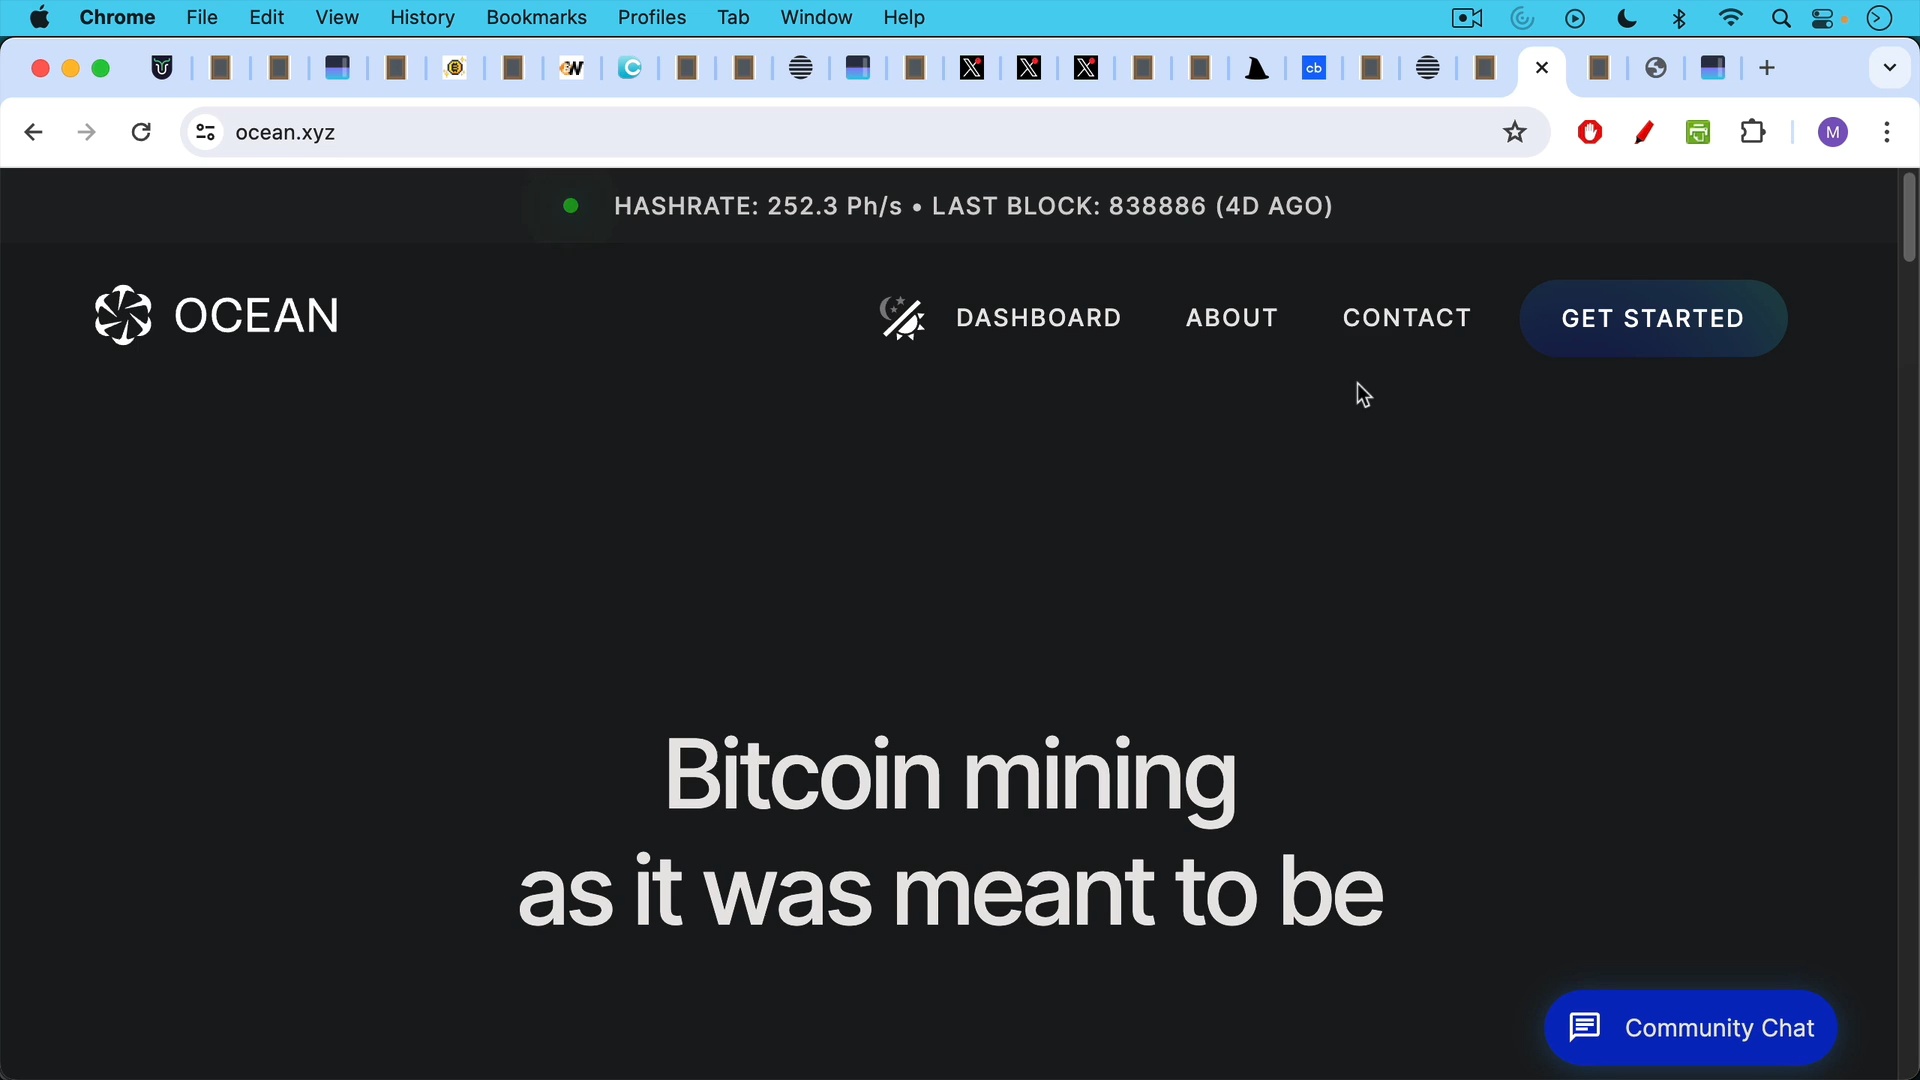 Chrome File Edit View History Bookmarks Profiles Tab Window Help
cb
ocean.xyz
M
HASHRATE: 252.3 Ph/s • LAST BLOCK: 838886 (4D AGO)
OCEAN
DASHBOARD ABOUT CONTACT GET STARTED
Bitcoin mining
as it was meant to be
Community Chat